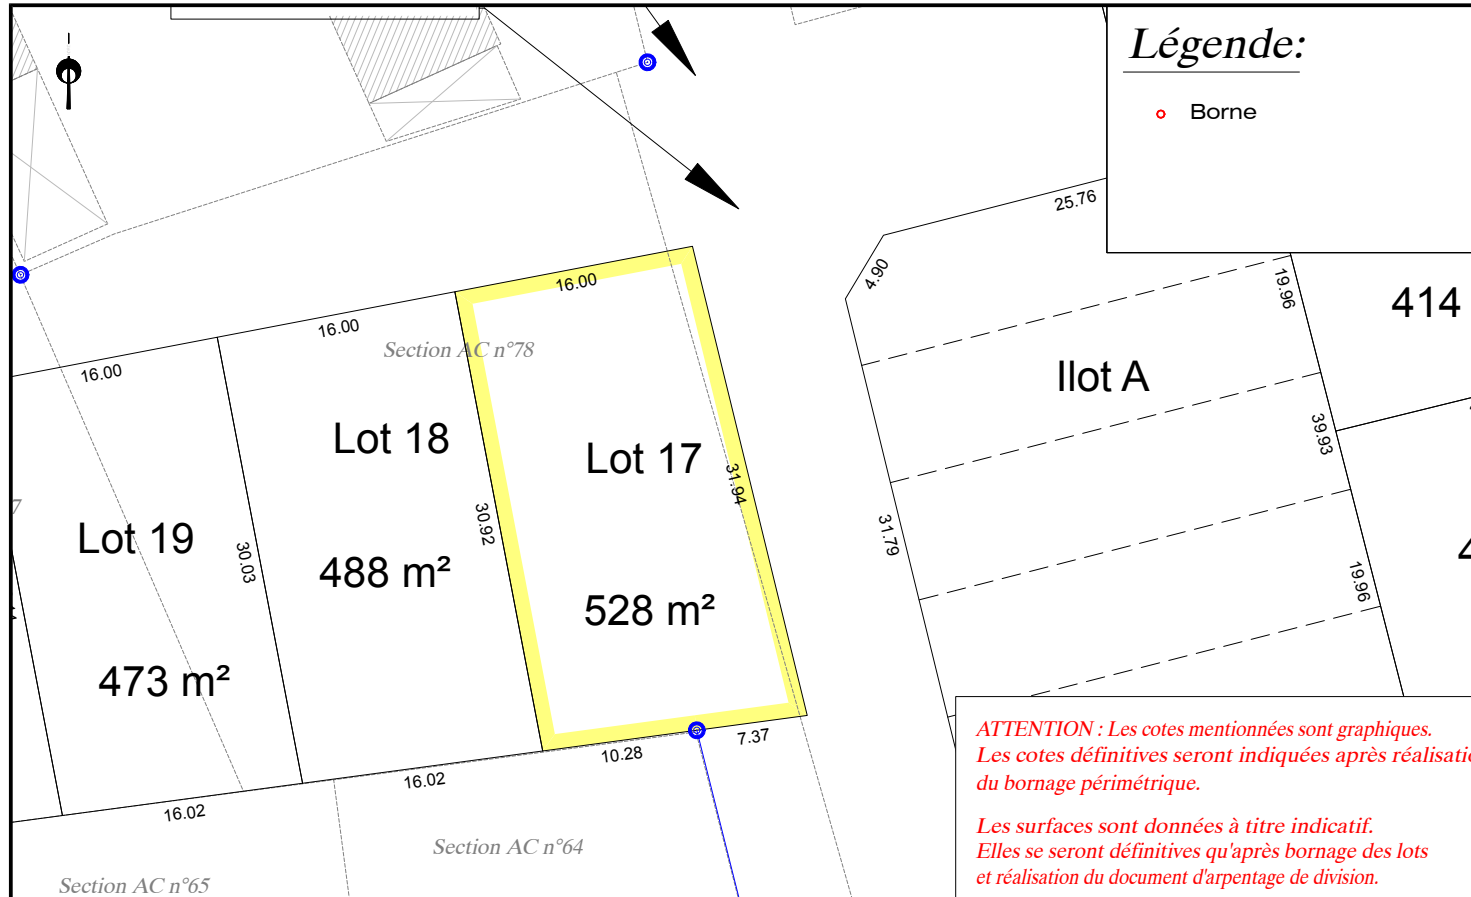 Légende:
Borne
25.76
4.90
19.96
414
16.00
16.00
16.00
Section AC n°78
Ilot A
Lot 18
Lot 17
39.93
31.94
Lot 19
30.92
30.03
31.79
488 m²
528 m²
19.96
473 m²
7.37
10.28
16.02
16.02
Section AC n°64
Section AC n°65
ATTENTION : Les cotes mentionnées sont graphiques.
Les cotes définitives seront indiquées après réalisatio
du bornage périmétrique.
Les surfaces sont données à titre indicatif.
Elles se seront définitives qu'après bornage des lots
et réalisation du document d'arpentage de division.